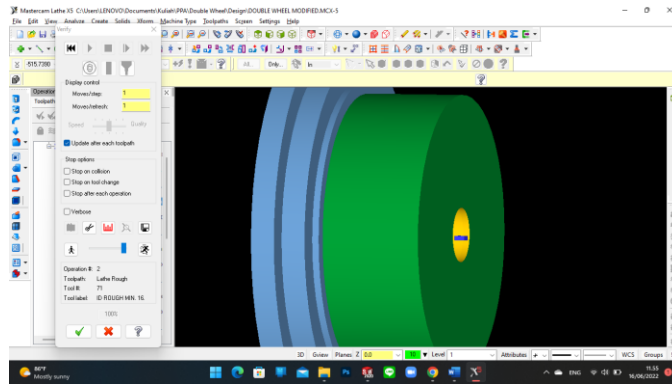 Mastercam Lathe X5 C:\Users\LENOVO\Documents\Kuliah\PPA\Double Wheel\Design\DOUBLE WHEEL MODIFIED.MCX-5
File Edit View Analyze Create Solids Xform Machine Type Toolpaths Screen Settings Help
Verify
515.7390
All...
Only...
In
Display control
Moves/step: 1
Moves/refresh: 1
Speed Quality
Update after each toolpath
Stop options
Stop on collision
Stop on tool change
Stop after each operation
Verbose
Operation #: 2
Toolpath: Lathe Rough
Tool #: 71
Tool label: ID ROUGH MIN. 16.
100%
3D Gview Planes Z 0.0 10 Level 1 Attributes WCS Groups
80°F
Mostly sunny
ENG
11.55
16/06/2022